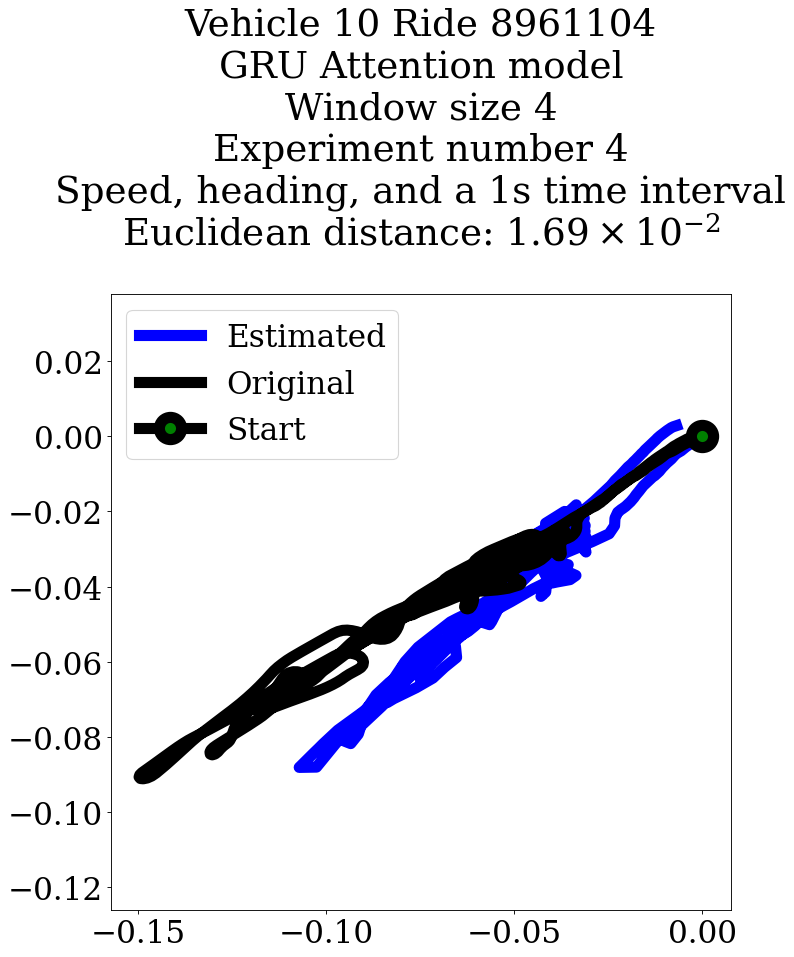 Vehicle 10 Ride 8961104
GRU Attention model
Window size 4
Experiment number 4
Speed, heading, and a 1s time interval
Euclidean distance: 1.69 × 10⁻²
Estimated
Original
Start
0.02
0.00
−0.02
−0.04
−0.06
−0.08
−0.10
−0.12
−0.15
−0.10
−0.05
0.00